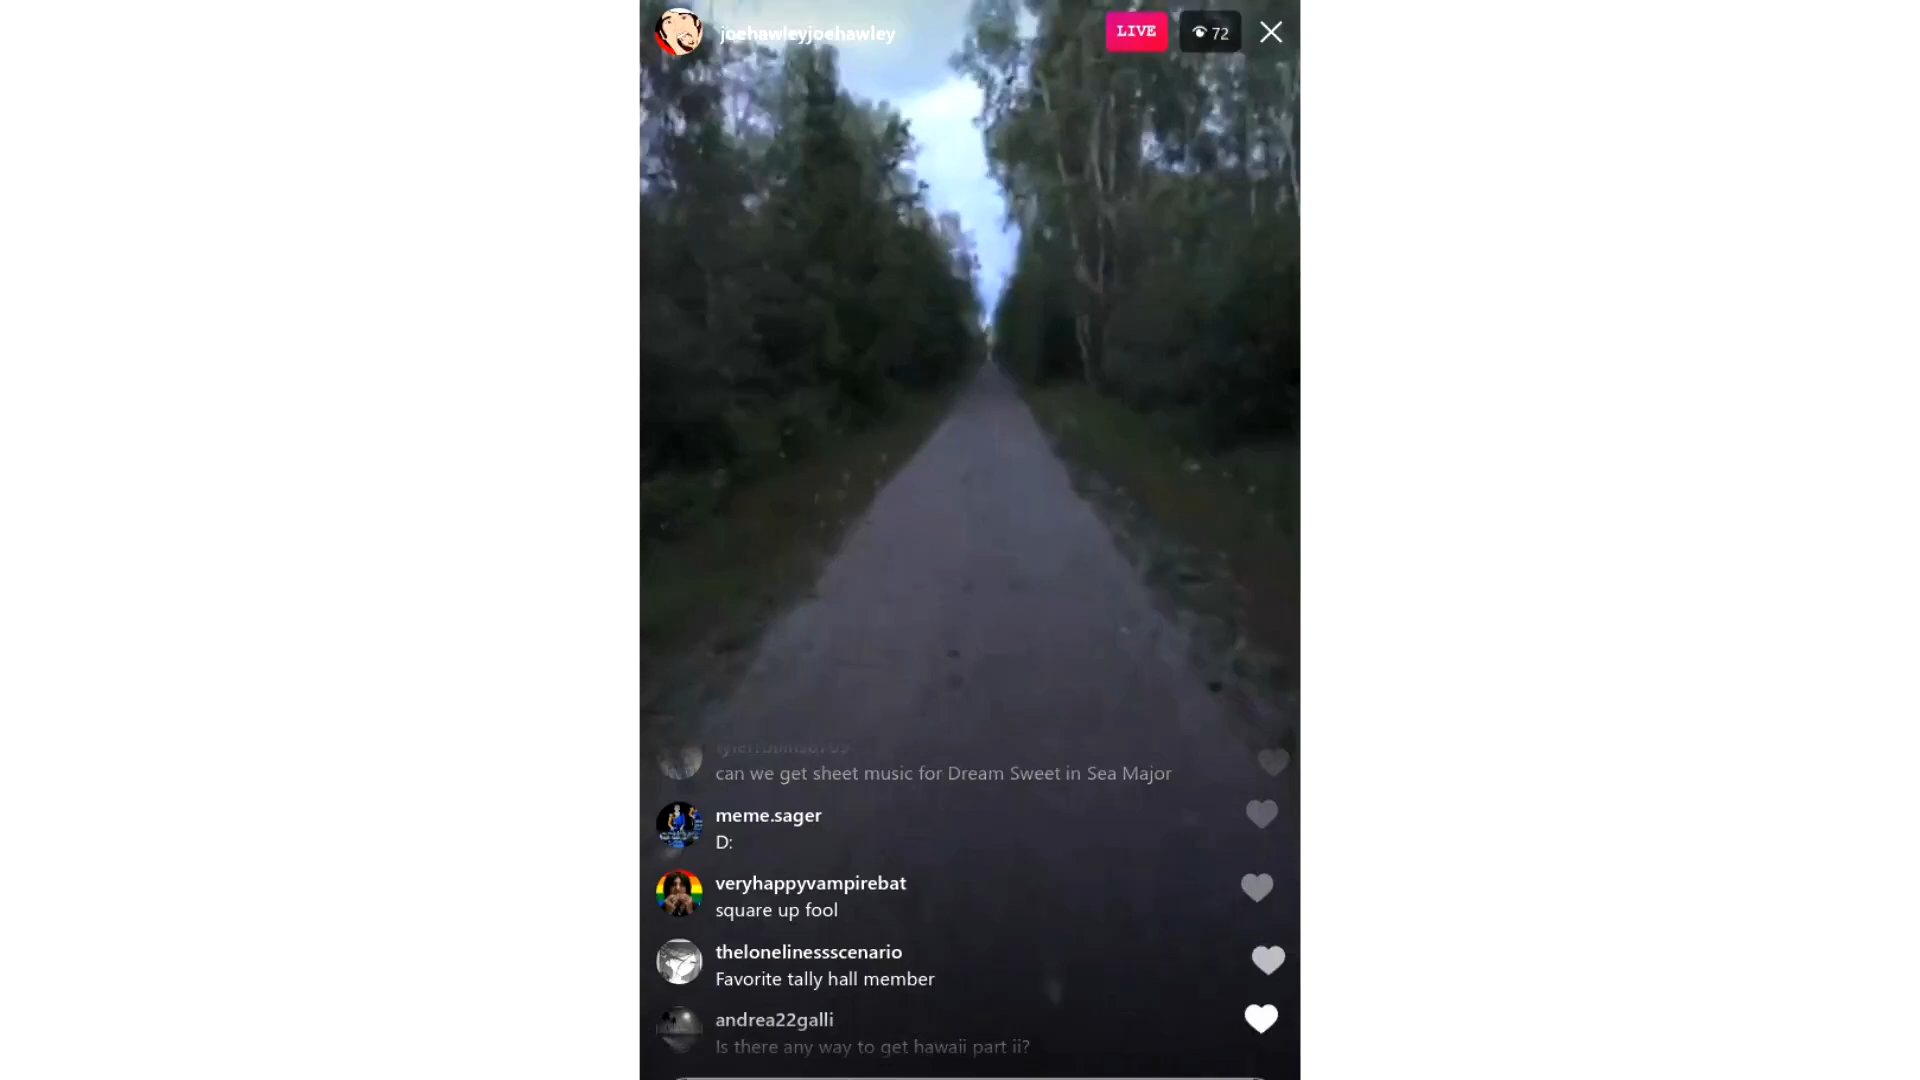 joehawleyjoehawley
LIVE
72
can we get sheet music for Dream Sweet in Sea Major
meme.sager
D:
veryhappyvampirebat
square up fool
thelonelinessscenario
Favorite tally hall member
andrea22galli
Is there any way to get hawaii part ii?